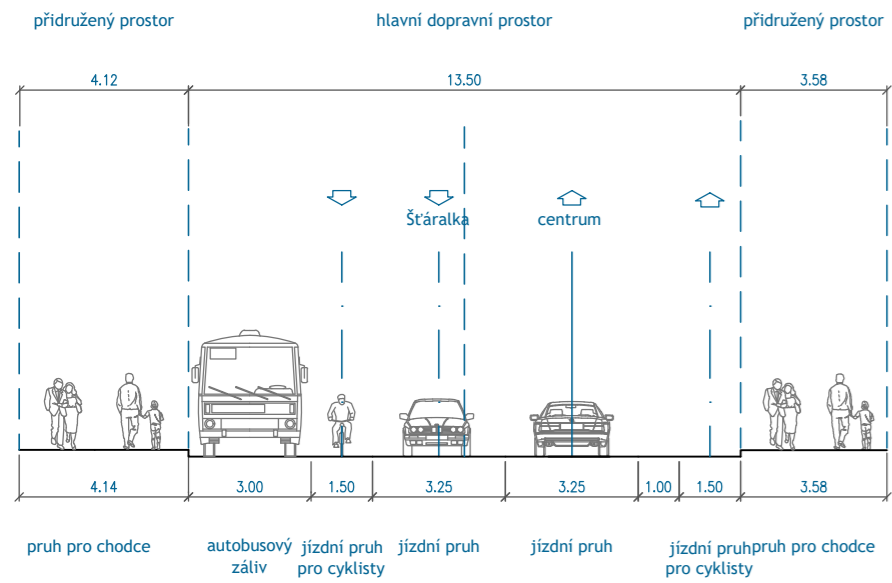 přidružený prostor hlavní dopravní prostor přidružený prostor
4.12 13.50 3.58
Šťáralka centrum
4.14 3.00 1.50 3.25 3.25 1.00 1.50 3.58
pruh pro chodce autobusový jízdní pruh jízdní pruh jízdní pruh jízdní pruh pruh pro chodce
záliv pro cyklisty pro cyklisty